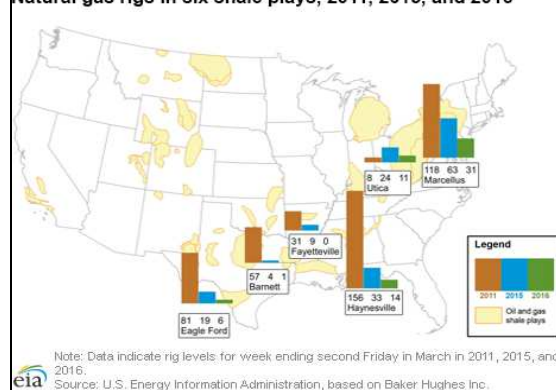 Natural gas rigs in six shale plays, 2011, 2015, and 2016
118 63 31
Marcellus
8 24 11
Utica
31 9 0
Fayetteville
57 4 1
Barnett
156 33 14
Haynesville
81 19 6
Eagle Ford
Legend
2011 2015 2016
Oil and gas
shale plays
Note: Data indicate rig levels for week ending second Friday in March in 2011, 2015, and
2016.
Source: U.S. Energy Information Administration, based on Baker Hughes Inc.
eia